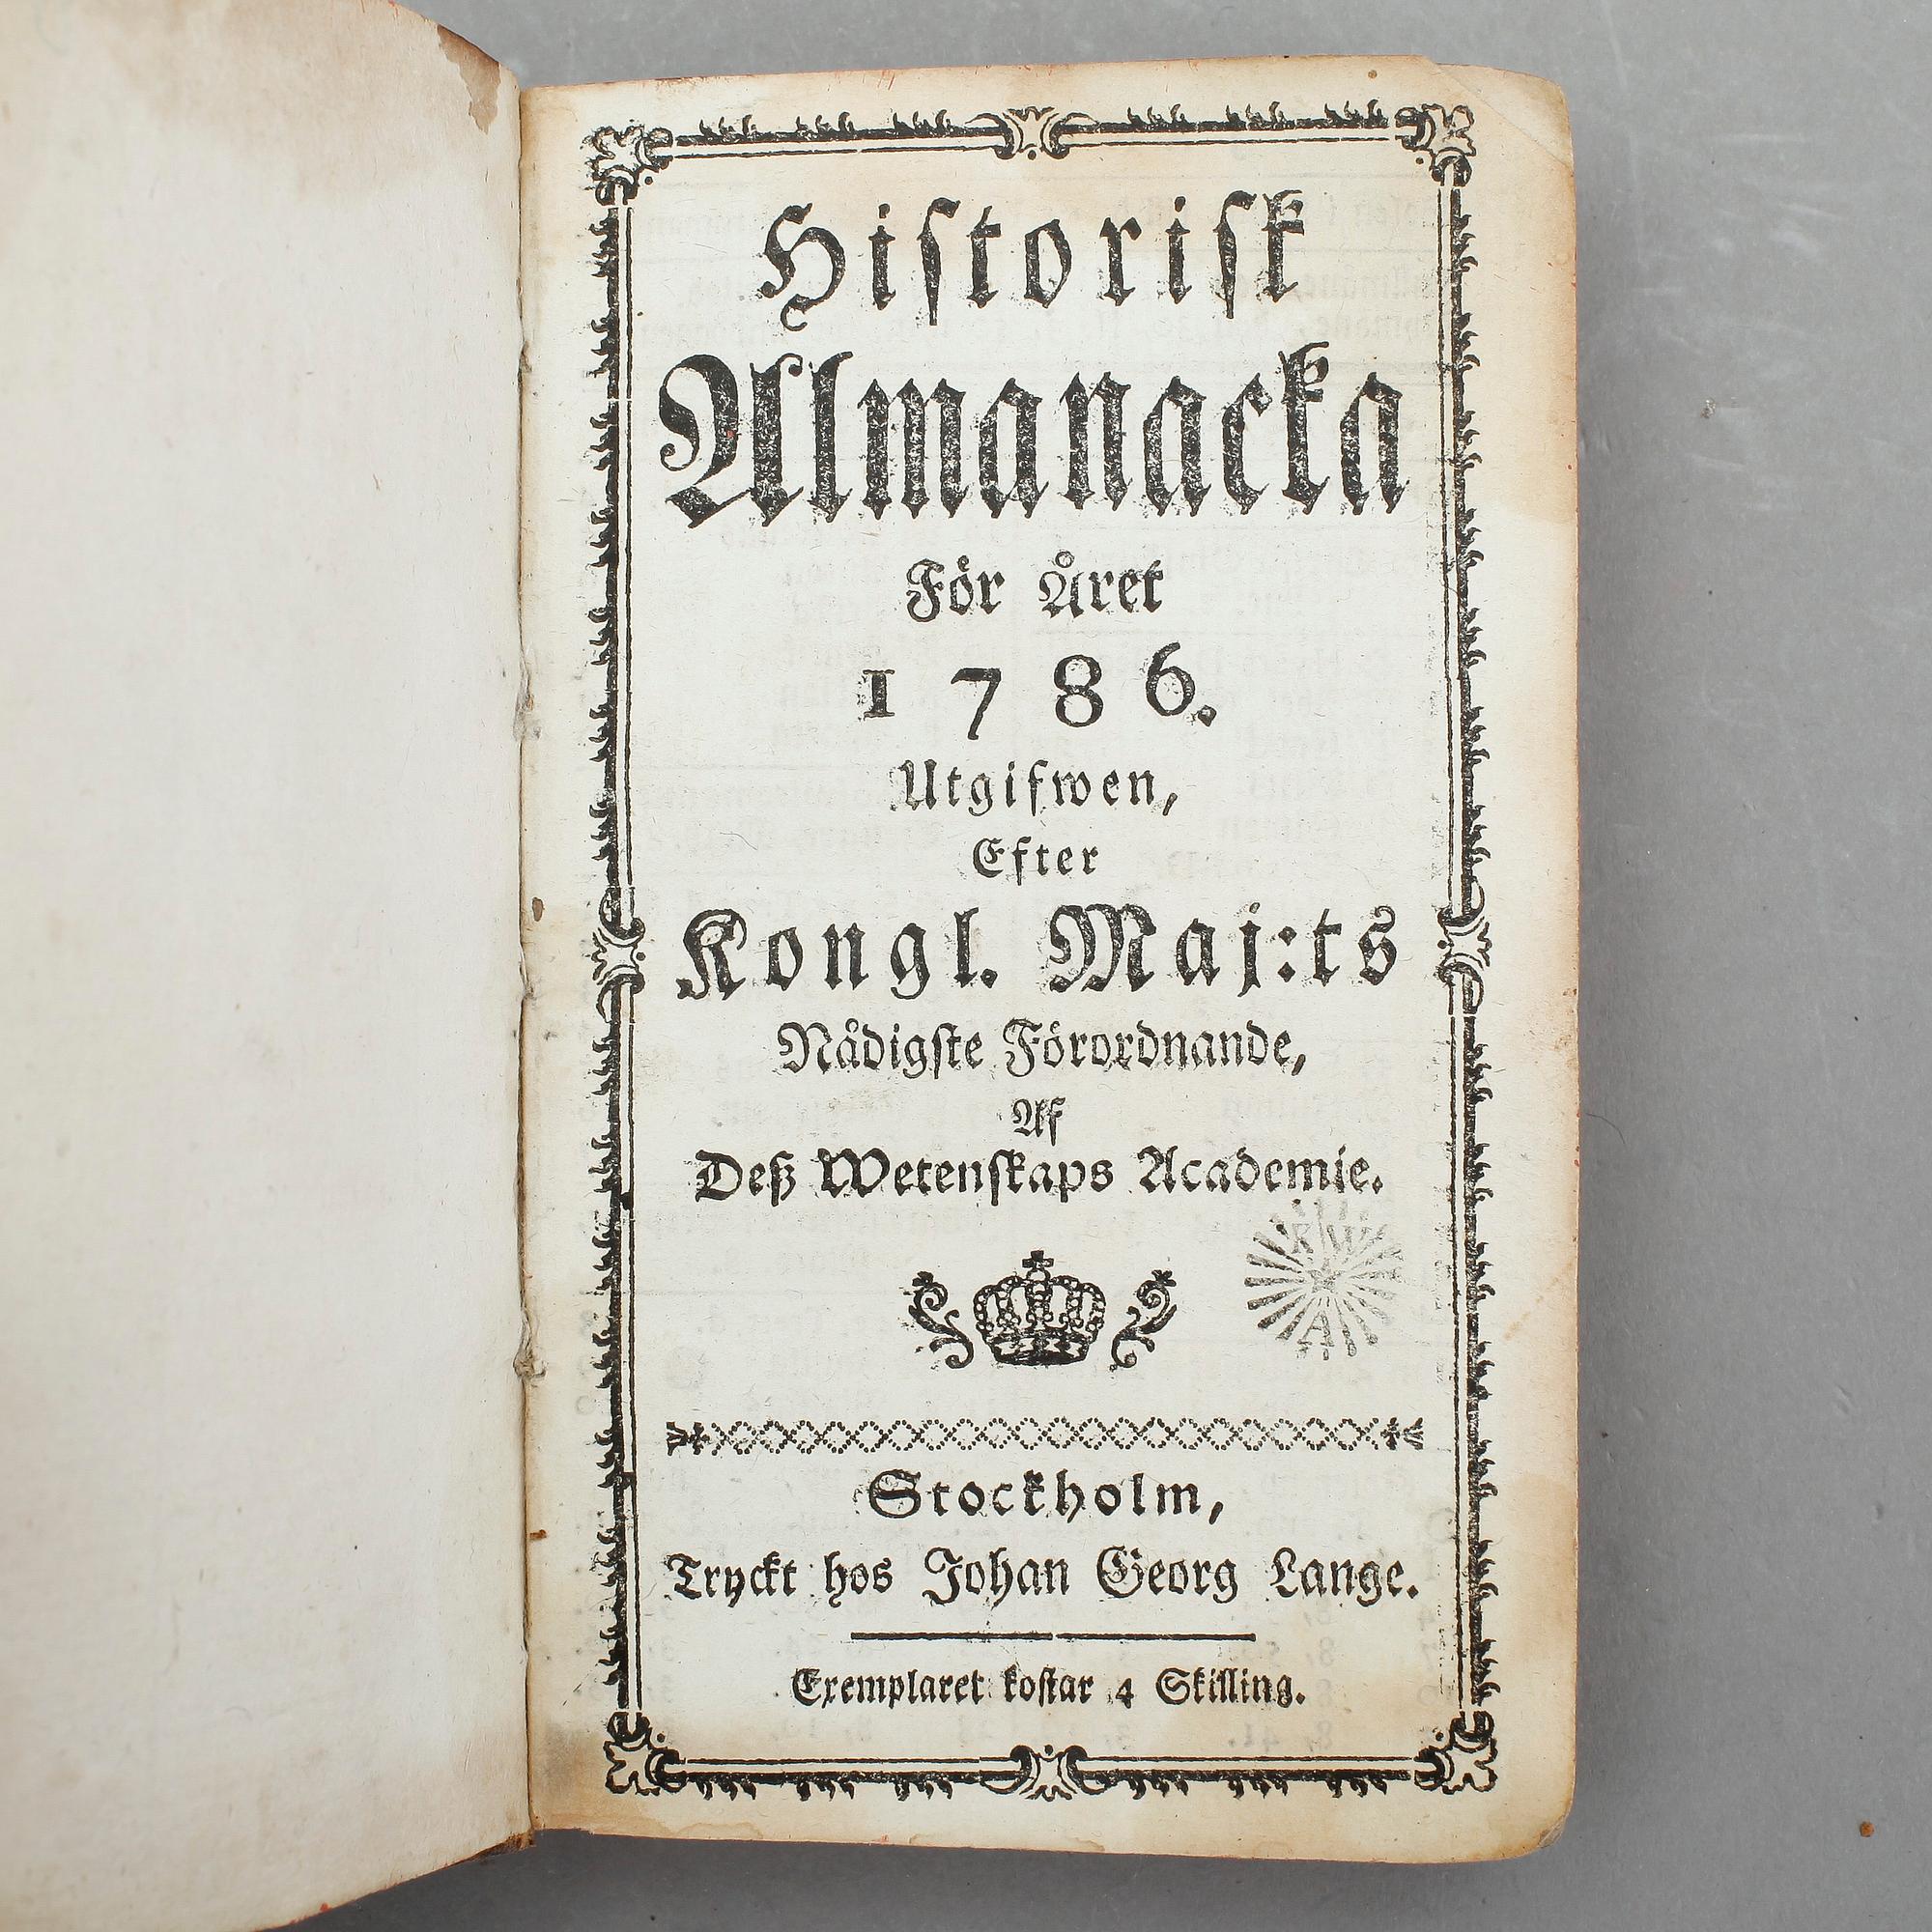 Historisk
Almanacka
För Året
1786.
Utgifwen,
Efter
Kongl. Maj:ts
Nådigste Förordnande,
Af
Deß Wetenskaps Academie.
K W
A
Stockholm,
Tryckt hos Johan Georg Lange.
Exemplaret kostar 4 Skilling.